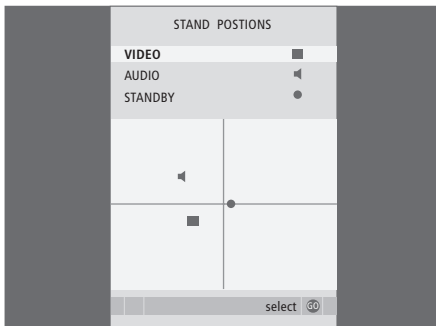 STAND POSTIONS
VIDEO
AUDIO
STANDBY
select GO